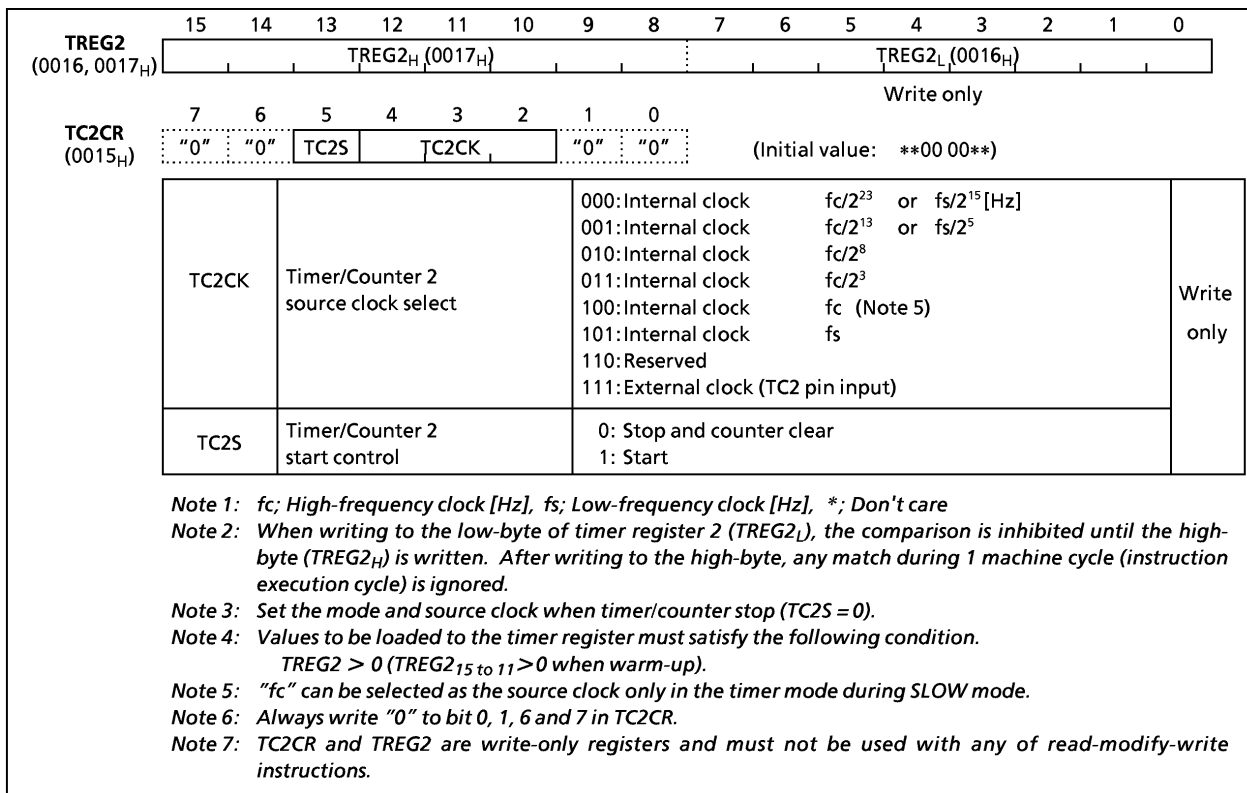 15 14 13 12 11 10 9 8 7 6 5 4 3 2 1 0
TREG2
(0016, 0017H)
TREG2H (0017H) TREG2L (0016H)
Write only
7 6 5 4 3 2 1 0
TC2CR
(0015H)
"0" "0" TC2S TC2CK "0" "0" (Initial value: **00 00**)
000: Internal clock fc/2²³ or fs/2¹⁵ [Hz]
001: Internal clock fc/2¹³ or fs/2⁵
010: Internal clock fc/2⁸
TC2CK Timer/Counter 2 011: Internal clock fc/2³
source clock select 100: Internal clock fc (Note 5) Write
101: Internal clock fs only
110: Reserved
111: External clock (TC2 pin input)
TC2S Timer/Counter 2 0: Stop and counter clear
start control 1: Start
Note 1: fc; High-frequency clock [Hz], fs; Low-frequency clock [Hz], *; Don't care
Note 2: When writing to the low-byte of timer register 2 (TREG2L), the comparison is inhibited until the high-
byte (TREG2H) is written. After writing to the high-byte, any match during 1 machine cycle (instruction
execution cycle) is ignored.
Note 3: Set the mode and source clock when timer/counter stop (TC2S = 0).
Note 4: Values to be loaded to the timer register must satisfy the following condition.
TREG2 > 0 (TREG2₁₅ to ₁₁ > 0 when warm-up).
Note 5: "fc" can be selected as the source clock only in the timer mode during SLOW mode.
Note 6: Always write "0" to bit 0, 1, 6 and 7 in TC2CR.
Note 7: TC2CR and TREG2 are write-only registers and must not be used with any of read-modify-write
instructions.